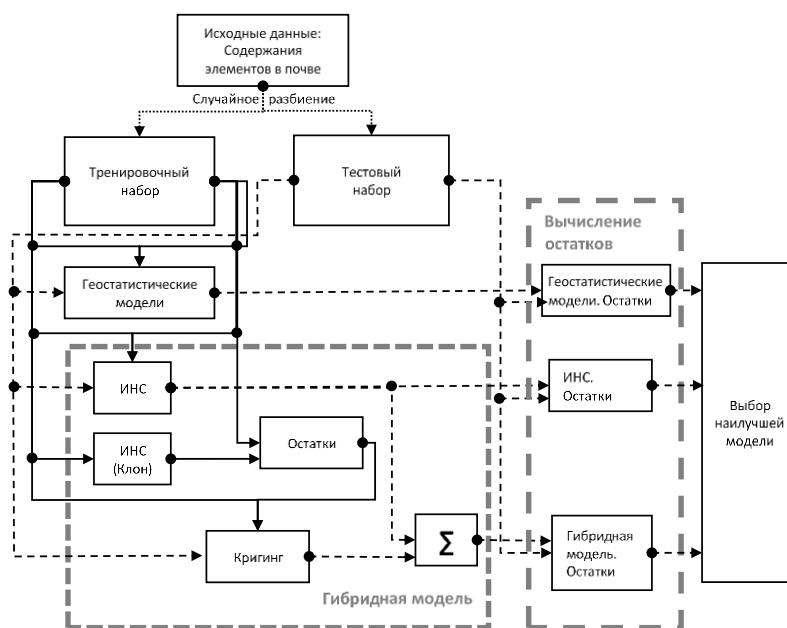 Исходные данные:
Содержания
элементов в почве
Случайное разбиение
Тренировочный
набор
Тестовый
набор
Вычисление
остатков
Геостатистические
модели
Геостатистические
модели. Остатки
ИНС
ИНС.
Остатки
Выбор
наилучшей
модели
ИНС
(Клон)
Остатки
Кригинг
Σ
Гибридная
модель.
Остатки
Гибридная модель